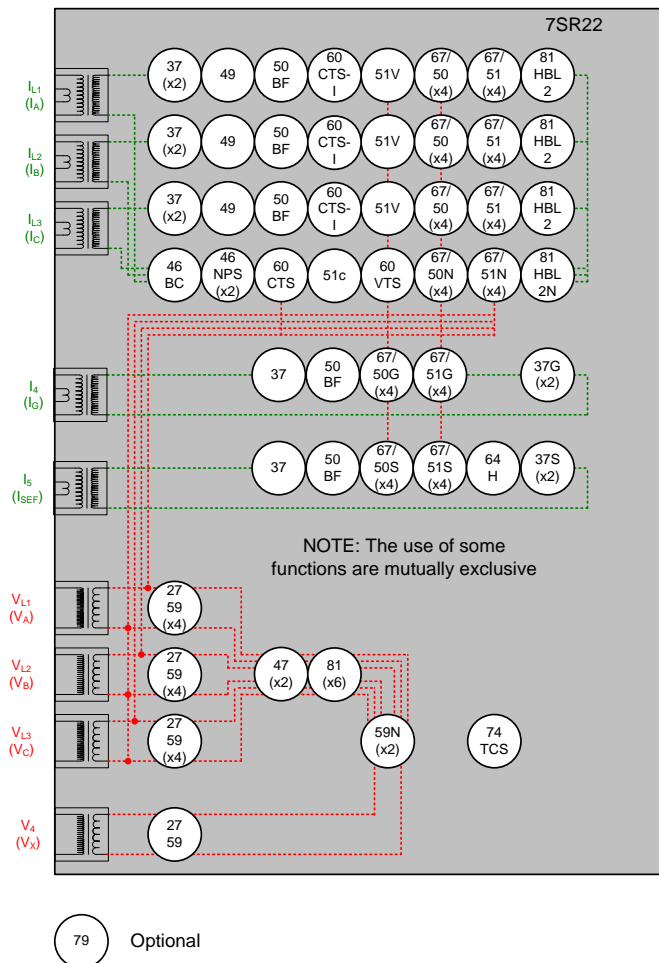 7SR22
IL1
(IA)
37
(x2)
49
50
BF
60
CTS-
I
51V
67/
50
(x4)
67/
51
(x4)
81
HBL
2
IL2
(IB)
37
(x2)
49
50
BF
60
CTS-
I
51V
67/
50
(x4)
67/
51
(x4)
81
HBL
2
IL3
(IC)
37
(x2)
49
50
BF
60
CTS-
I
51V
67/
50
(x4)
67/
51
(x4)
81
HBL
2
46
BC
46
NPS
(x2)
60
CTS
51c
60
VTS
67/
50N
(x4)
67/
51N
(x4)
81
HBL
2N
I4
(IG)
37
50
BF
67/
50G
(x4)
67/
51G
(x4)
37G
(x2)
I5
(ISEF)
37
50
BF
67/
50S
(x4)
67/
51S
(x4)
64
H
37S
(x2)
NOTE: The use of some
functions are mutually exclusive
VL1
(VA)
27
59
(x4)
VL2
(VB)
27
59
(x4)
47
(x2)
81
(x6)
VL3
(VC)
27
59
(x4)
59N
(x2)
74
TCS
V4
(VX)
27
59
79
Optional